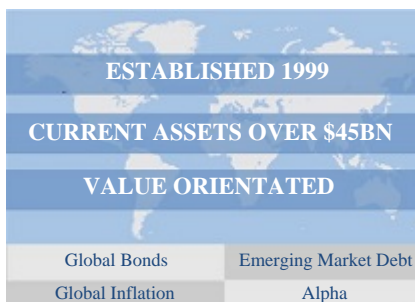 ESTABLISHED 1999
CURRENT ASSETS OVER $45BN
VALUE ORIENTATED
Global Bonds Emerging Market Debt
Global Inflation Alpha